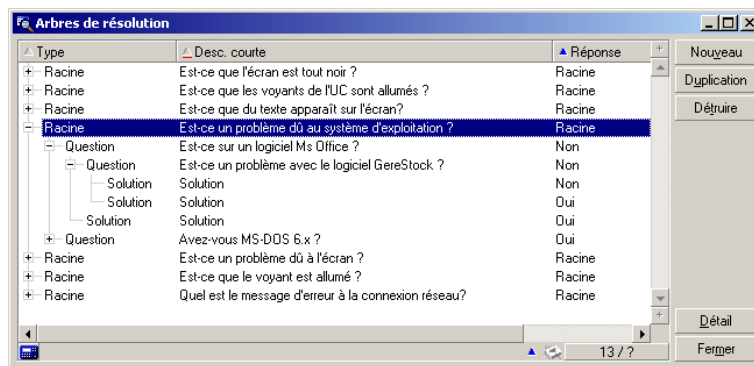 Arbres de résolution
Type Desc. courte Réponse
Racine Est-ce que l'écran est tout noir ? Racine
Racine Est-ce que les voyants de l'UC sont allumés ? Racine
Racine Est-ce que du texte apparaît sur l'écran? Racine
Racine Est-ce un problème dû au système d'exploitation ? Racine
Question Est-ce sur un logiciel Ms Office ? Non
Question Est-ce un problème avec le logiciel GereStock ? Non
Solution Solution Non
Solution Solution Oui
Solution Solution Oui
Question Avez-vous MS-DOS 6.x ? Oui
Racine Est-ce un problème dû à l'écran ? Racine
Racine Est-ce que le voyant est allumé ? Racine
Racine Quel est le message d'erreur à la connexion réseau? Racine
13 / ?
Nouveau
Duplication
Détruire
Détail
Fermer